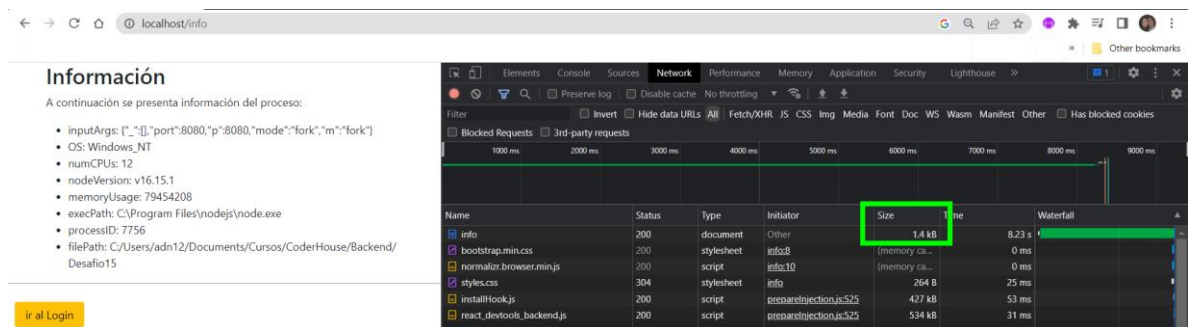 localhost/info
» Other bookmarks
Información
A continuación se presenta información del proceso:
• inputArgs: {"_":[],"port":8080,"p":8080,"mode":"fork","m":"fork"}
• OS: Windows_NT
• numCPUs: 12
• nodeVersion: v16.15.1
• memoryUsage: 79454208
• execPath: C:\Program Files\nodejs\node.exe
• processID: 7756
• filePath: C:/Users/adn12/Documents/Cursos/CoderHouse/Backend/
Desafio15
ir al Login
Elements Console Sources Network Performance Memory Application Security Lighthouse » 1
Preserve log Disable cache No throttling
Filter Invert Hide data URLs All Fetch/XHR JS CSS Img Media Font Doc WS Wasm Manifest Other Has blocked cookies
Blocked Requests 3rd-party requests
1000 ms 2000 ms 3000 ms 4000 ms 5000 ms 6000 ms 7000 ms 8000 ms 9000 ms
Name Status Type Initiator Size Time Waterfall
info 200 document Other 1.4 kB 8.23 s
bootstrap.min.css 200 stylesheet info:8 (memory ca... 0 ms
normalizr.browser.min.js 200 script info:10 (memory ca... 0 ms
styles.css 304 stylesheet info 264 B 25 ms
installHook.js 200 script prepareInjection.js:525 427 kB 53 ms
react_devtools_backend.js 200 script prepareInjection.js:525 534 kB 31 ms